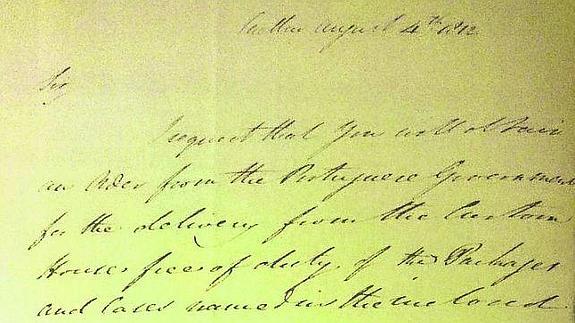 August 4th 1812
Sir
I request that you will obtain
an order from the Portuguese Government
for the delivery from the Custom
House free of duty, of the Packages
and Cases named in the inclosed